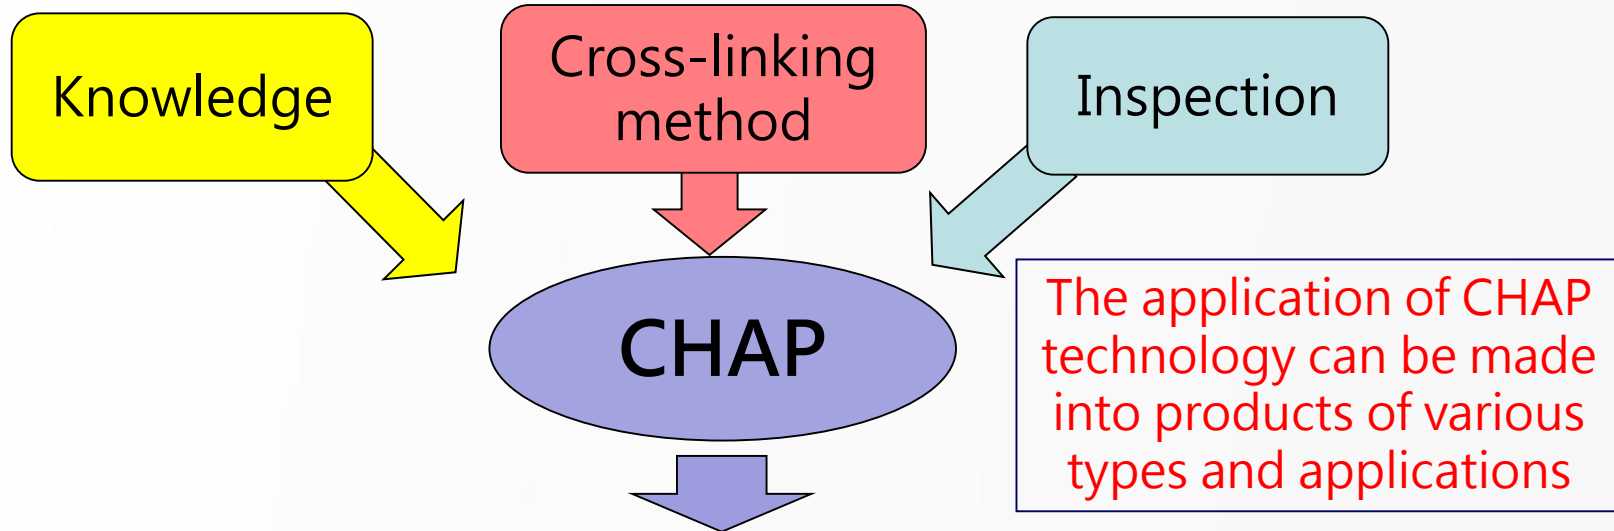 Knowledge
Cross-linking
method
Inspection
CHAP
The application of CHAP
technology can be made
into products of various
types and applications